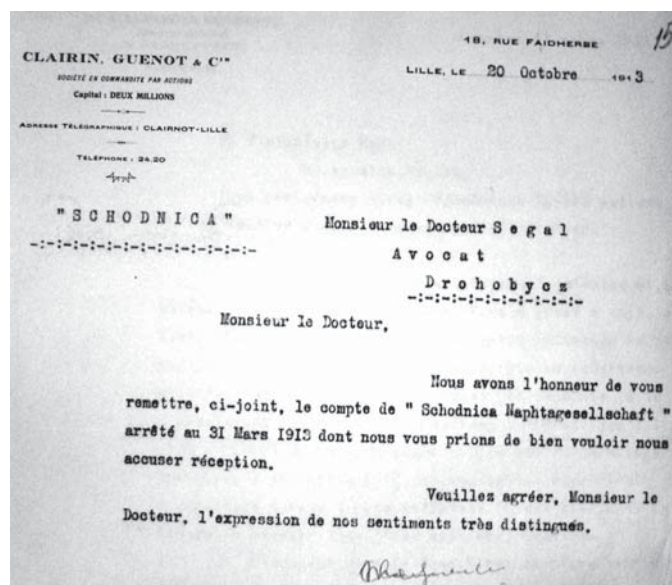 15
18, RUE FAIDHERBE
CLAIRIN, GUENOT & Cie
SOCIÉTÉ EN COMMANDITE PAR ACTIONS
Capital : DEUX MILLIONS
LILLE, LE 20 Octobre 1913
ADRESSE TÉLÉGRAPHIQUE : CLAIRNOT-LILLE
TÉLÉPHONE : 24.20
"SCHODNICA"
-:-:-:-:-:-:-:-:-:-:-:-:-
Monsieur le Docteur Segal
Avocat
Drohobycz
-:-:-:-:-:-:-:-:-:-
Monsieur le Docteur,
Nous avons l'honneur de vous
remettre, ci-joint, le compte de " Schodnica Naphtagesellschaft "
arrêté au 31 Mars 1913 dont nous vous prions de bien vouloir nous
accuser réception.
Veuillez agréer, Monsieur le
Docteur, l'expression de nos sentiments très distingués.